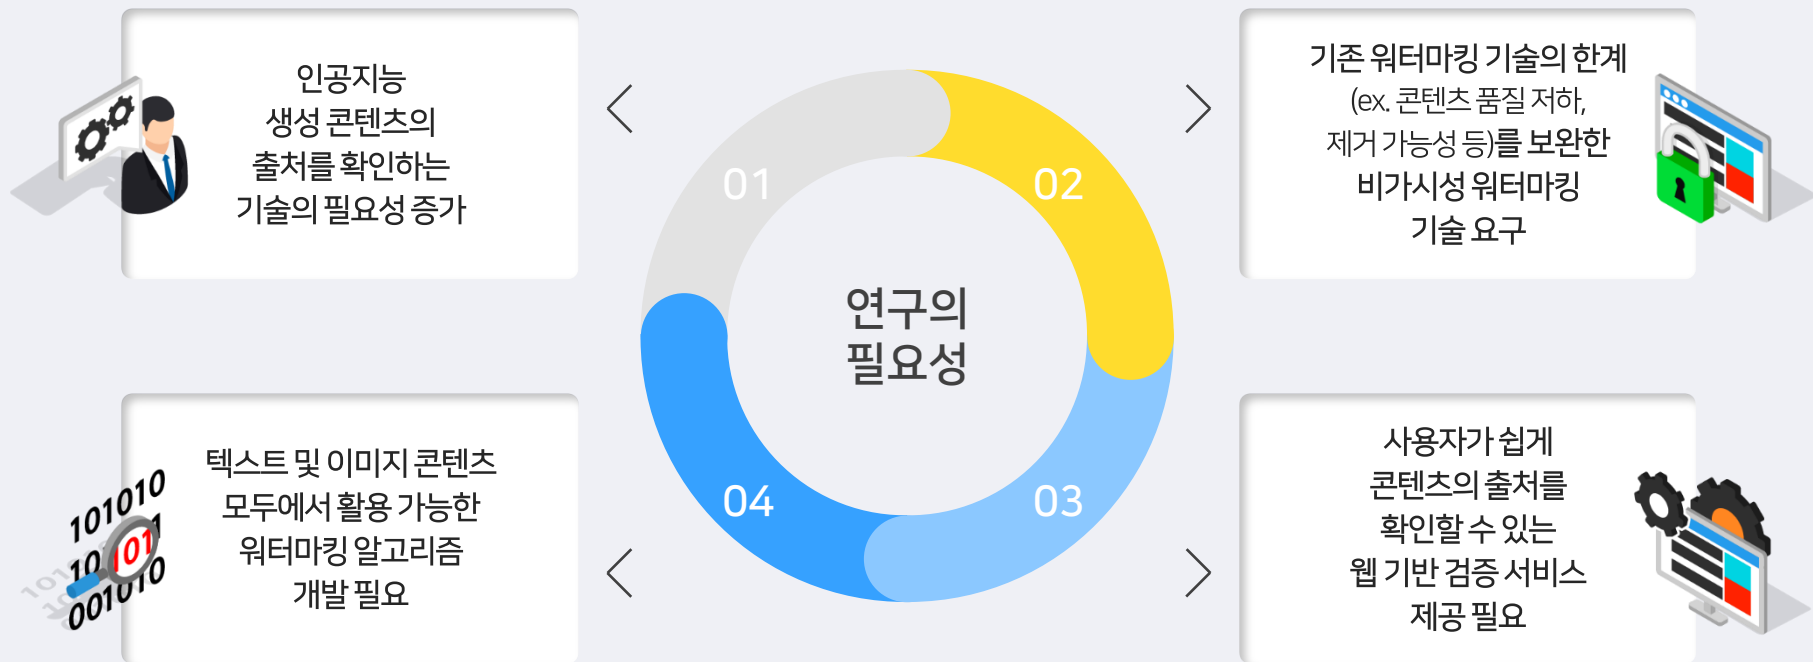 인공지능
생성 콘텐츠의
출처를 확인하는
기술의 필요성 증가
01
02
기존 워터마킹 기술의 한계
(ex. 콘텐츠 품질 저하,
제거 가능성 등)를 보완한
비가시성 워터마킹
기술 요구
연구의
필요성
텍스트 및 이미지 콘텐츠
모두에서 활용 가능한
워터마킹 알고리즘
개발 필요
04
03
사용자가 쉽게
콘텐츠의 출처를
확인할 수 있는
웹 기반 검증 서비스
제공 필요
101010
101
001010